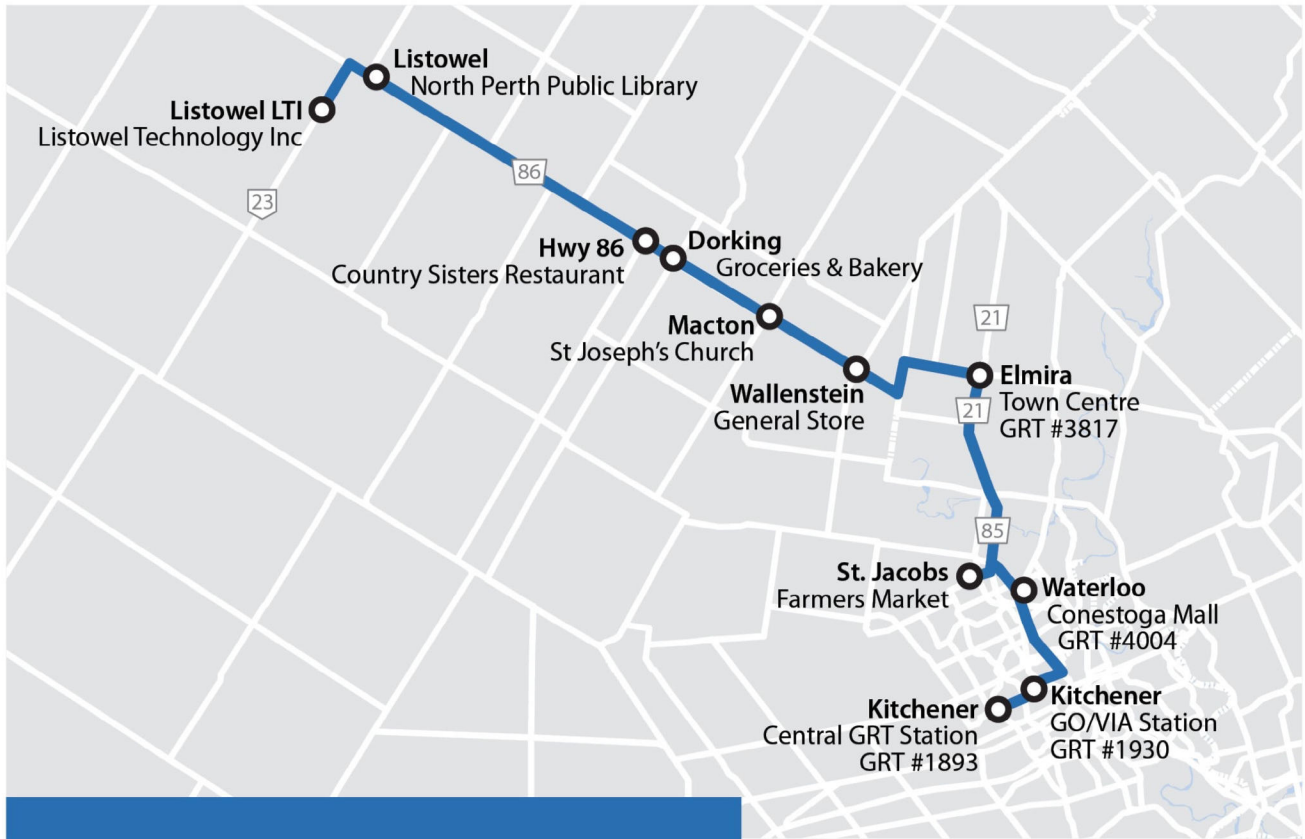 Listowel
North Perth Public Library
Listowel LTI
Listowel Technology Inc
86
23
Hwy 86
Country Sisters Restaurant
Dorking
Groceries & Bakery
Macton
St Joseph's Church
21
Wallenstein
General Store
Elmira
Town Centre
GRT #3817
21
85
St. Jacobs
Farmers Market
Waterloo
Conestoga Mall
GRT #4004
Kitchener
Central GRT Station
GRT #1893
Kitchener
GO/VIA Station
GRT #1930